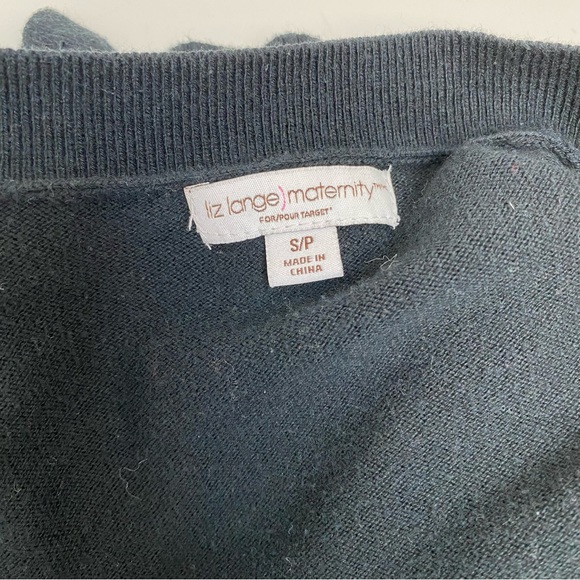 liz lange)maternity™
FOR/POUR TARGET®
S/P
MADE IN
CHINA